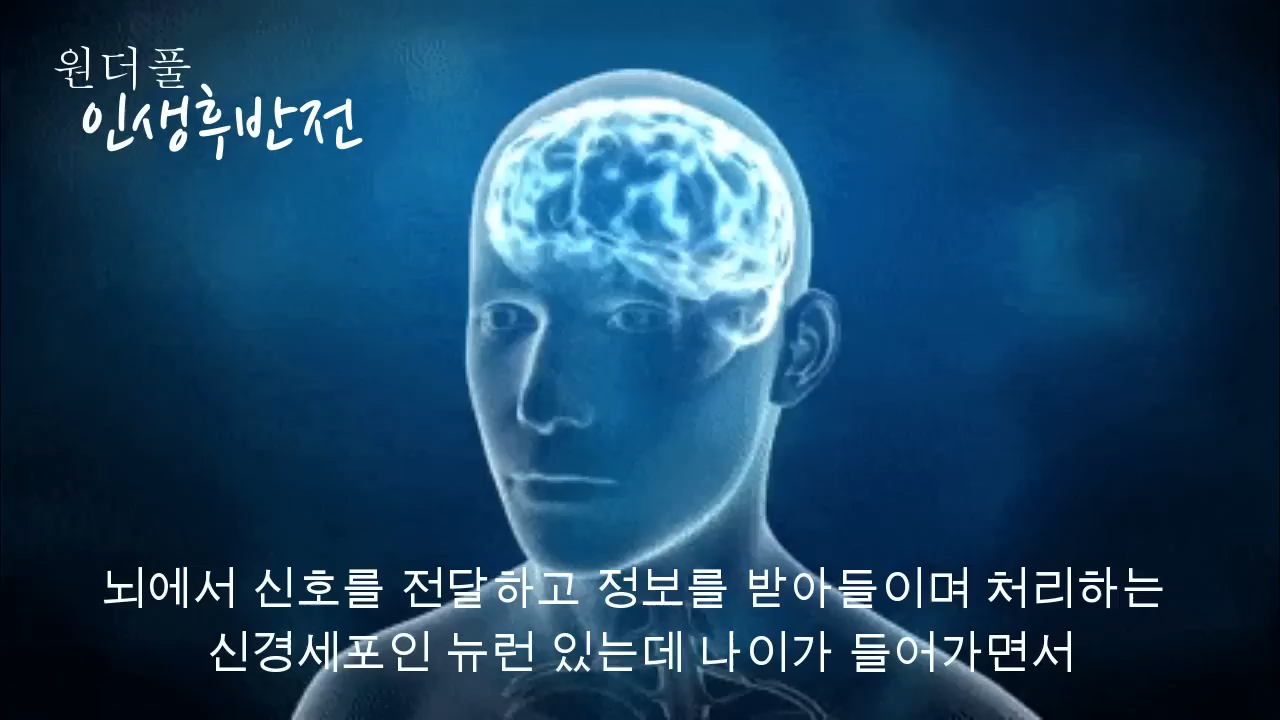 원더풀
인생후반전
뇌에서 신호를 전달하고 정보를 받아들이며 처리하는
신경세포인 뉴런 있는데 나이가 들어가면서